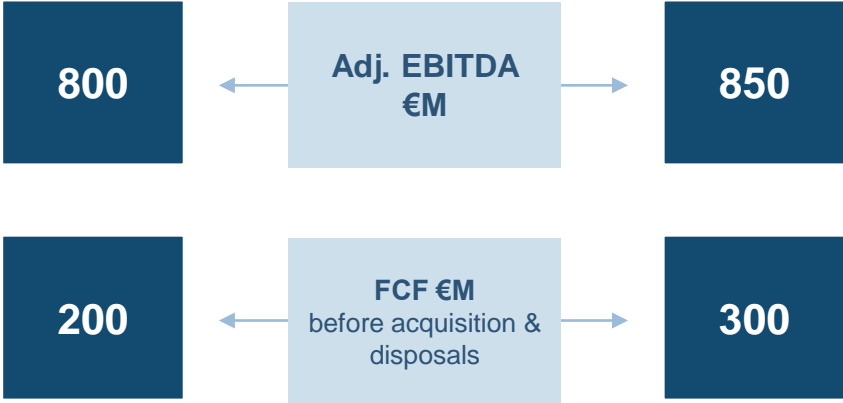 800
Adj. EBITDA
€M
850
200
FCF €M
before acquisition &
disposals
300